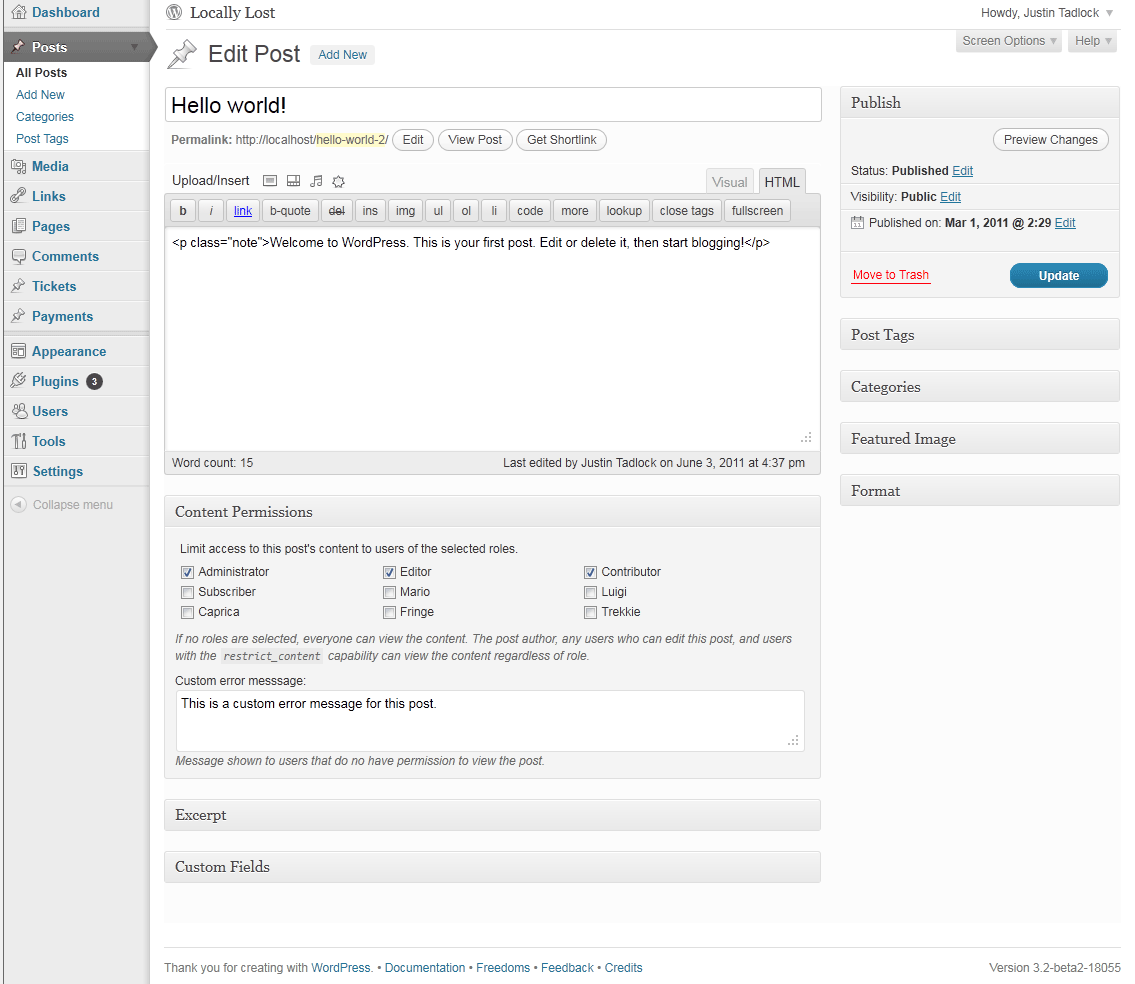 Dashboard
Posts
All Posts
Add New
Categories
Post Tags
Media
Links
Pages
Comments
Tickets
Payments
Appearance
Plugins 3
Users
Tools
Settings
Collapse menu
Locally Lost
Howdy, Justin Tadlock
Screen Options
Help
Edit Post Add New
Hello world!
Permalink: http://localhost/hello-world-2/ Edit View Post Get Shortlink
Upload/Insert
Visual HTML
b i link b-quote del ins img ul ol li code more lookup close tags fullscreen
<p class="note">Welcome to WordPress. This is your first post. Edit or delete it, then start blogging!</p>
Word count: 15
Last edited by Justin Tadlock on June 3, 2011 at 4:37 pm
Content Permissions
Limit access to this post's content to users of the selected roles.
Administrator Editor Contributor
Subscriber Mario Luigi
Caprica Fringe Trekkie
If no roles are selected, everyone can view the content. The post author, any users who can edit this post, and users
with the restrict_content capability can view the content regardless of role.
Custom error messsage:
This is a custom error message for this post.
Message shown to users that do no have permission to view the post.
Excerpt
Custom Fields
Publish
Preview Changes
Status: Published Edit
Visibility: Public Edit
Published on: Mar 1, 2011 @ 2:29 Edit
Move to Trash
Update
Post Tags
Categories
Featured Image
Format
Thank you for creating with WordPress. • Documentation • Freedoms • Feedback • Credits
Version 3.2-beta2-18055